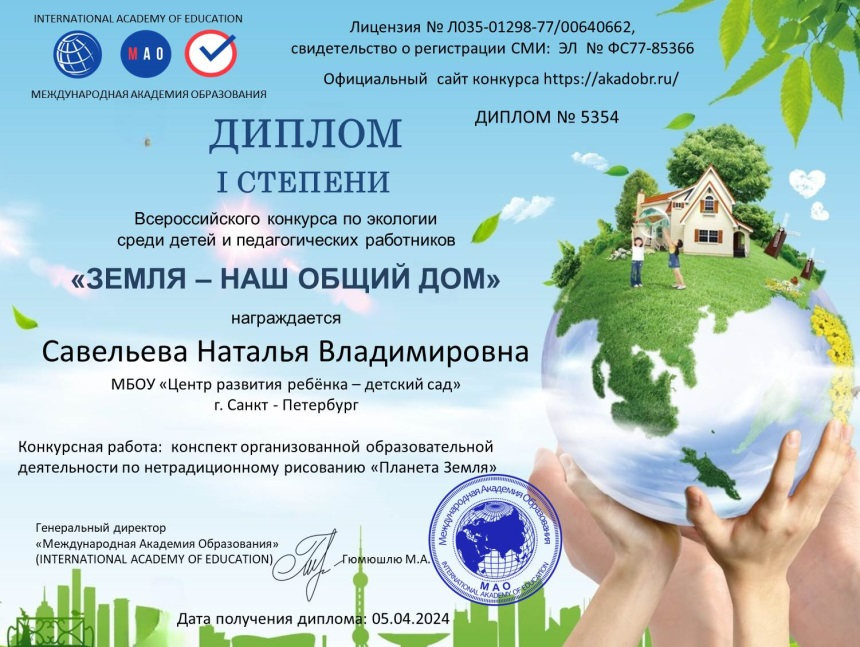 INTERNATIONAL ACADEMY OF EDUCATION
МАО
МЕЖДУНАРОДНАЯ АКАДЕМИЯ ОБРАЗОВАНИЯ
Лицензия № Л035-01298-77/00640662,
свидетельство о регистрации СМИ: ЭЛ № ФС77-85366
Официальный сайт конкурса https://akadobr.ru/
ДИПЛОМ № 5354
ДИПЛОМ
I СТЕПЕНИ
Всероссийского конкурса по экологии
среди детей и педагогических работников
«ЗЕМЛЯ – НАШ ОБЩИЙ ДОМ»
награждается
Савельева Наталья Владимировна
МБОУ «Центр развития ребёнка – детский сад»
г. Санкт - Петербург
Конкурсная работа: конспект организованной образовательной
деятельности по нетрадиционному рисованию «Планета Земля»
Генеральный директор
«Международная Академия Образования»
(INTERNATIONAL ACADEMY OF EDUCATION)
Гюмюшлю М.А.
Международная Академия Образования
МАО
INTERNATIONAL ACADEMY OF EDUCATION
Дата получения диплома: 05.04.2024